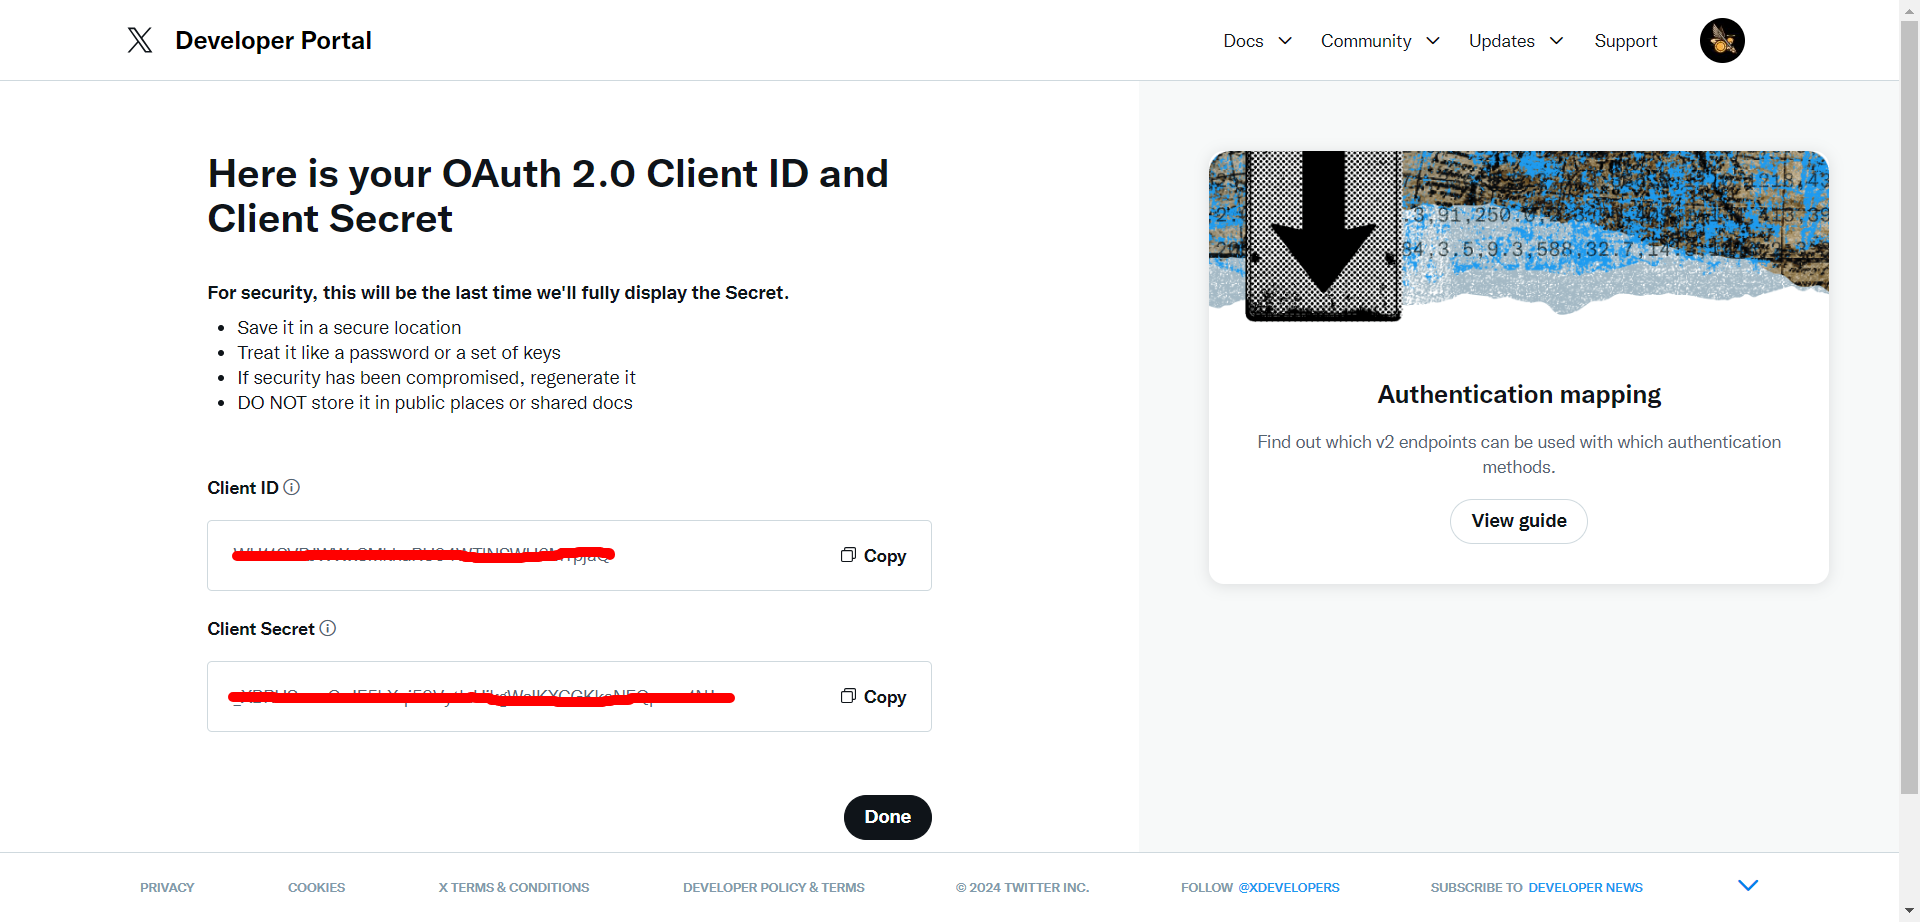 Developer Portal
Docs Community Updates Support
Here is your OAuth 2.0 Client ID and
Client Secret
For security, this will be the last time we'll fully display the Secret.
Save it in a secure location
Treat it like a password or a set of keys
If security has been compromised, regenerate it
DO NOT store it in public places or shared docs
Client ID
Copy
Client Secret
Copy
Done
Authentication mapping
Find out which v2 endpoints can be used with which authentication
methods.
View guide
PRIVACY COOKIES X TERMS & CONDITIONS DEVELOPER POLICY & TERMS © 2024 TWITTER INC. FOLLOW @XDEVELOPERS SUBSCRIBE TO DEVELOPER NEWS